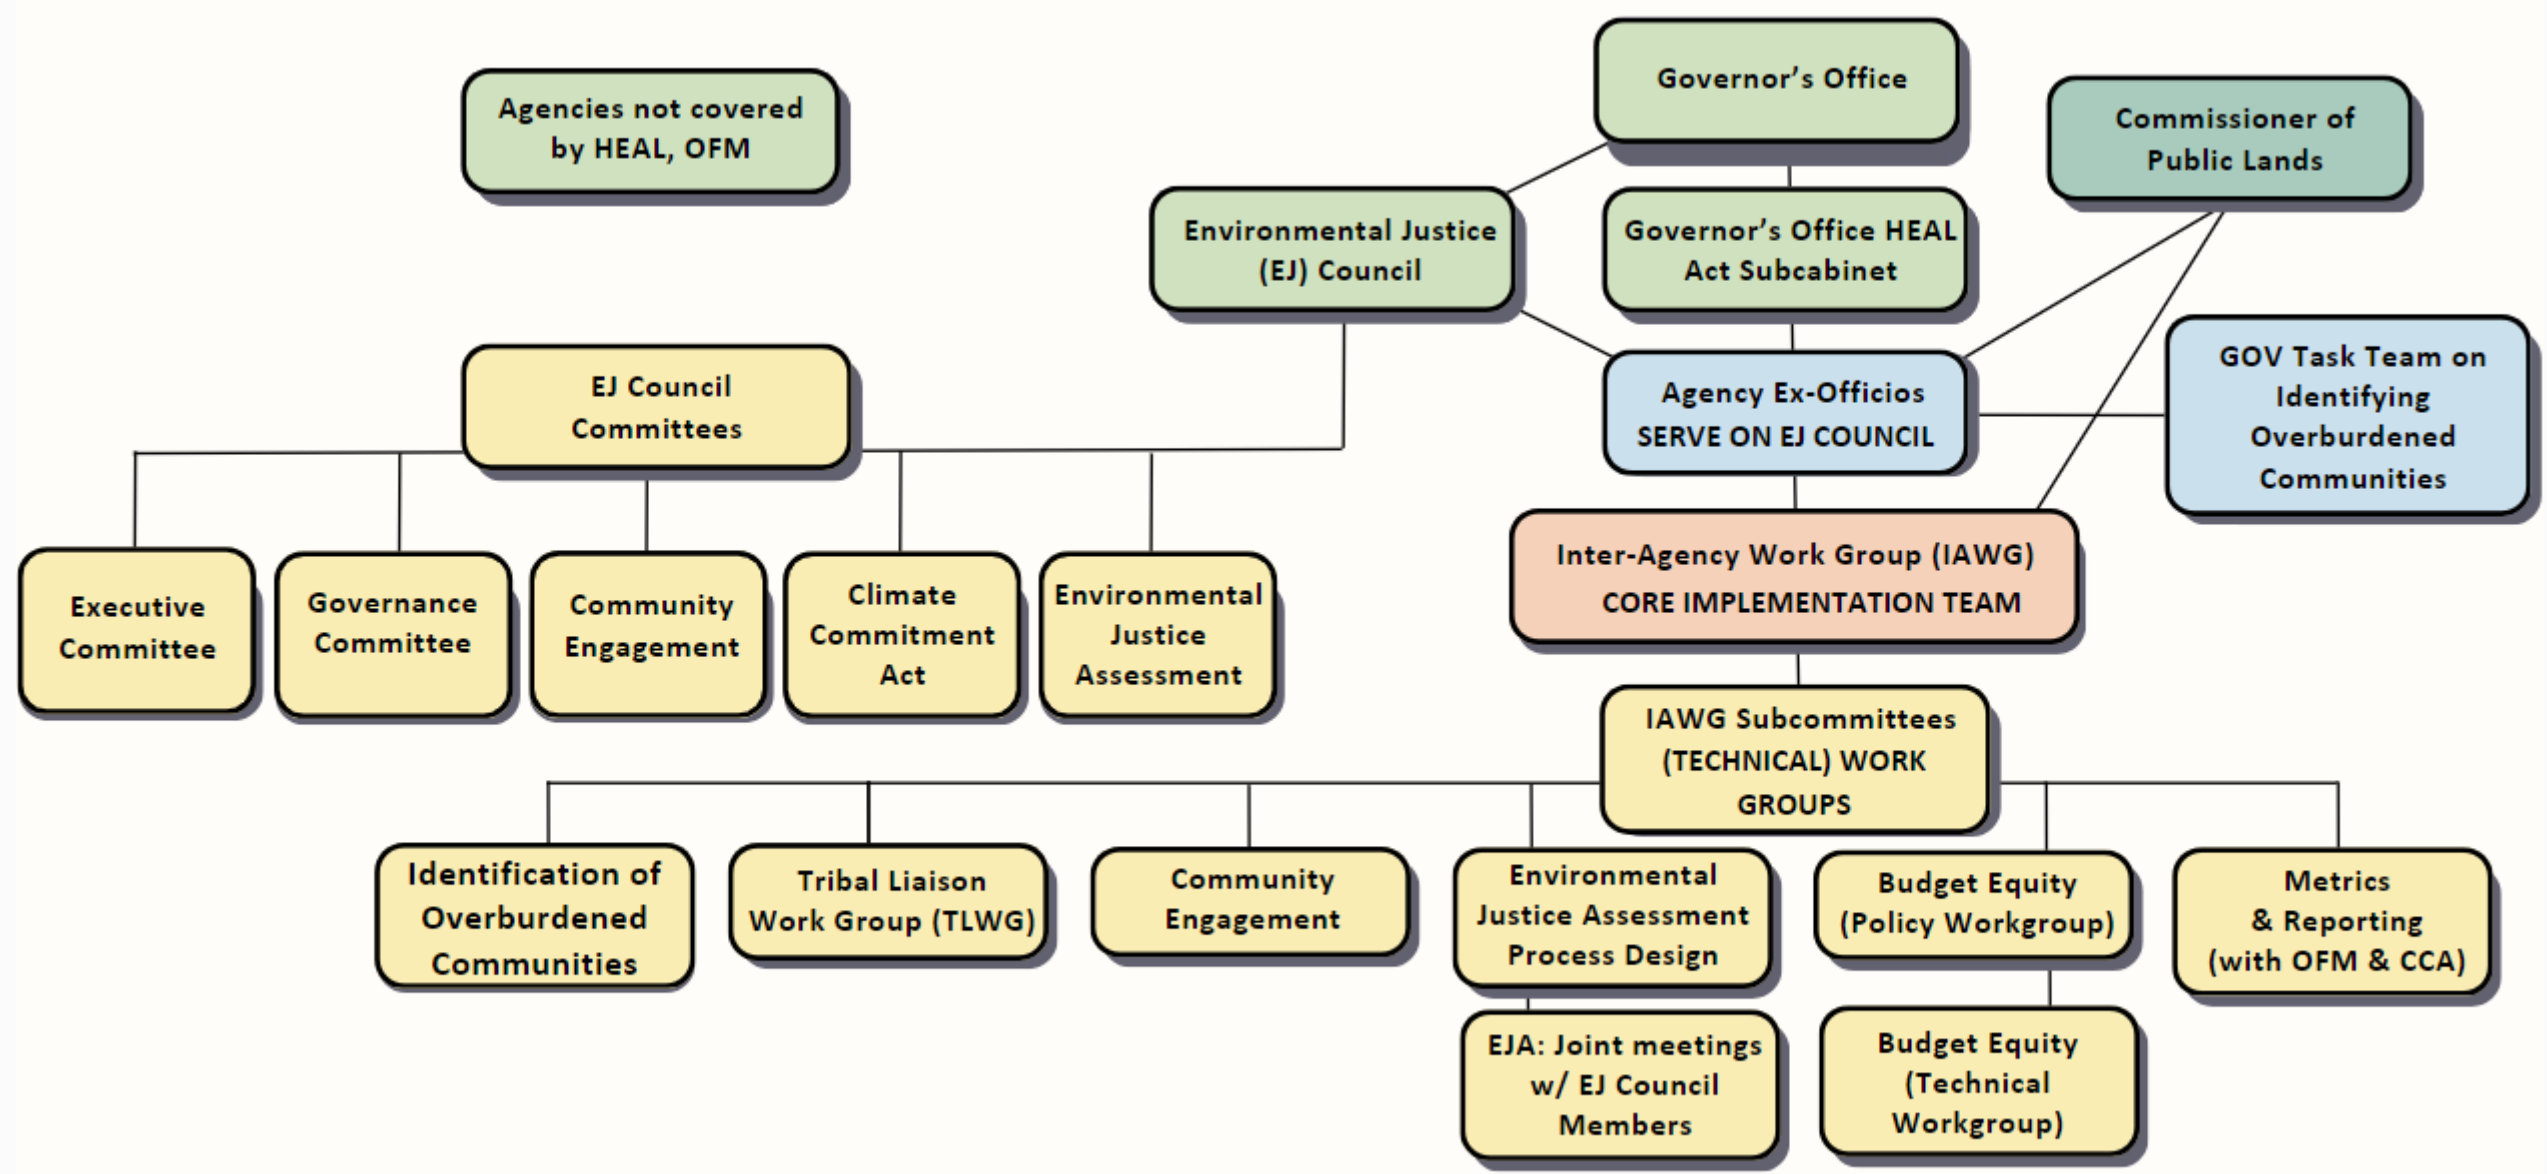 Governor's Office
Agencies not covered
by HEAL, OFM
Commissioner of
Public Lands
Environmental Justice
(EJ) Council
Governor's Office HEAL
Act Subcabinet
EJ Council
Committees
Agency Ex-Officios
SERVE ON EJ COUNCIL
GOV Task Team on
Identifying
Overburdened
Communities
Executive
Committee
Governance
Committee
Community
Engagement
Climate
Commitment
Act
Environmental
Justice
Assessment
Inter-Agency Work Group (IAWG)
CORE IMPLEMENTATION TEAM
IAWG Subcommittees
(TECHNICAL) WORK
GROUPS
Identification of
Overburdened
Communities
Tribal Liaison
Work Group (TLWG)
Community
Engagement
Environmental
Justice Assessment
Process Design
Budget Equity
(Policy Workgroup)
Metrics
& Reporting
(with OFM & CCA)
EJA: Joint meetings
w/ EJ Council
Members
Budget Equity
(Technical
Workgroup)